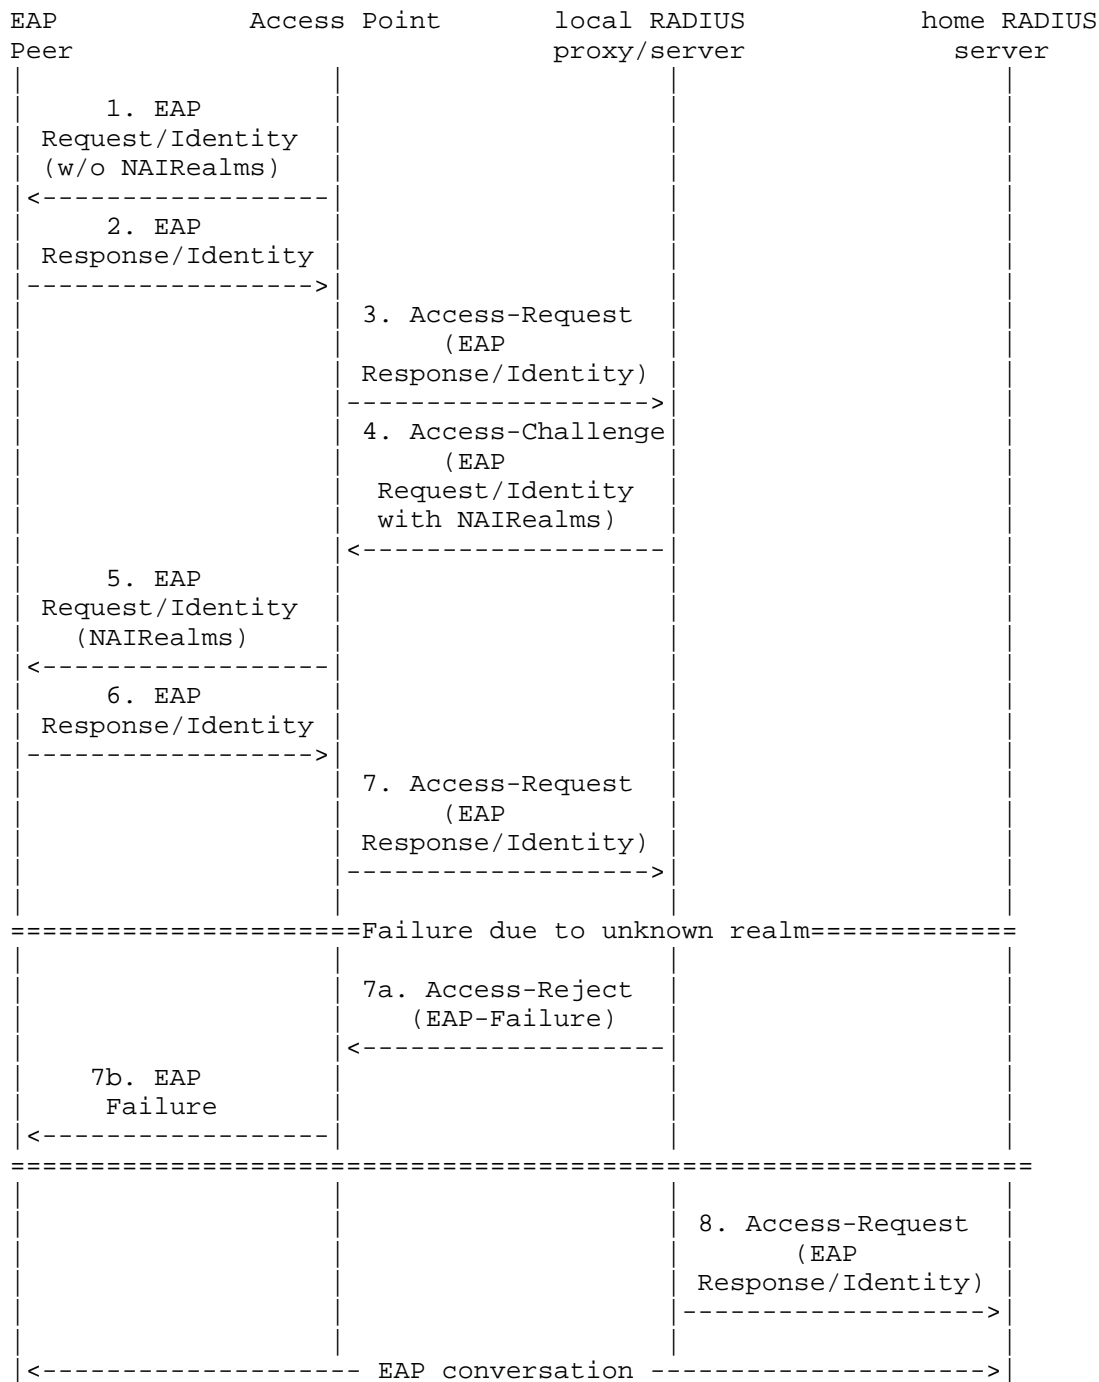 EAP Access Point local RADIUS home RADIUS
Peer proxy/server server
1. EAP
Request/Identity
(w/o NAIRealms)
2. EAP
Response/Identity
3. Access-Request
(EAP
Response/Identity)
4. Access-Challenge
(EAP
Request/Identity
with NAIRealms)
5. EAP
Request/Identity
(NAIRealms)
6. EAP
Response/Identity
7. Access-Request
(EAP
Response/Identity)
Failure due to unknown realm
7a. Access-Reject
(EAP-Failure)
7b. EAP
Failure
8. Access-Request
(EAP
Response/Identity)
EAP conversation